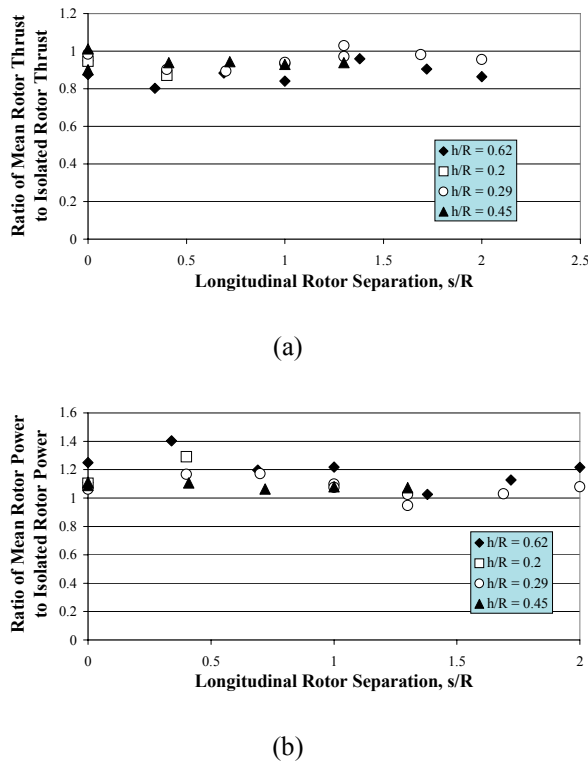 Ratio of Mean Rotor Thrust
to Isolated Rotor Thrust
1.2
1
0.8
0.6
0.4
0.2
0
h/R = 0.62
h/R = 0.2
h/R = 0.29
h/R = 0.45
0 0.5 1 1.5 2 2.5
Longitudinal Rotor Separation, s/R
(a)
Ratio of Mean Rotor Power
to Isolated Rotor Power
1.6
1.4
1.2
1
0.8
0.6
0.4
0.2
0
h/R = 0.62
h/R = 0.2
h/R = 0.29
h/R = 0.45
0 0.5 1 1.5 2
Longitudinal Rotor Separation, s/R
(b)